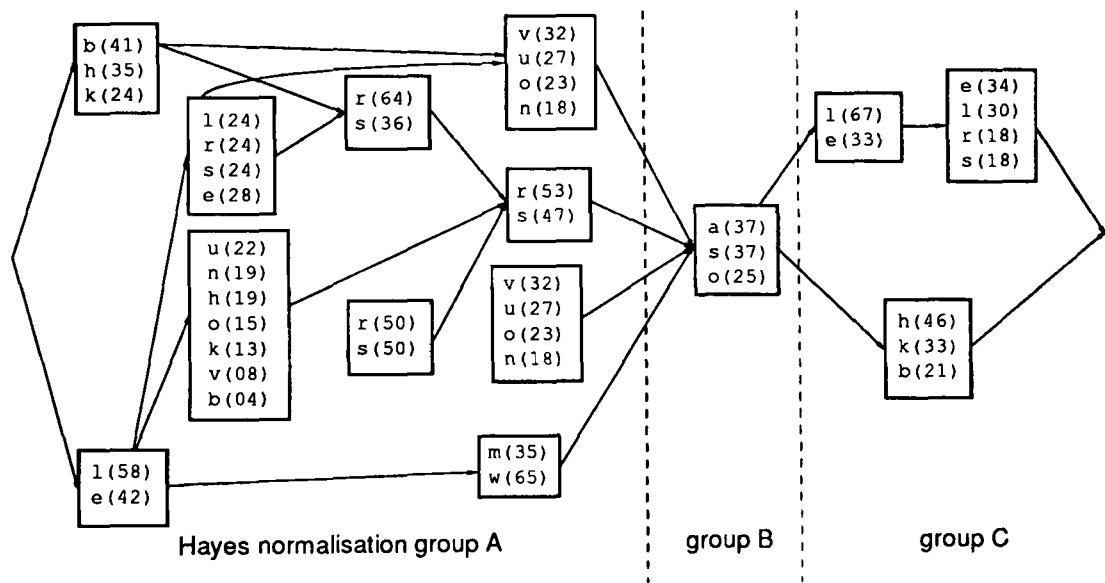 b(41)
h(35)
k(24)
l(24)
r(24)
s(24)
e(28)
u(22)
n(19)
h(19)
o(15)
k(13)
v(08)
b(04)
l(58)
e(42)
r(64)
s(36)
r(50)
s(50)
v(32)
u(27)
o(23)
n(18)
r(53)
s(47)
v(32)
u(27)
o(23)
n(18)
m(35)
w(65)
a(37)
s(37)
o(25)
l(67)
e(33)
e(34)
l(30)
r(18)
s(18)
h(46)
k(33)
b(21)
Hayes normalisation group A
group B
group C